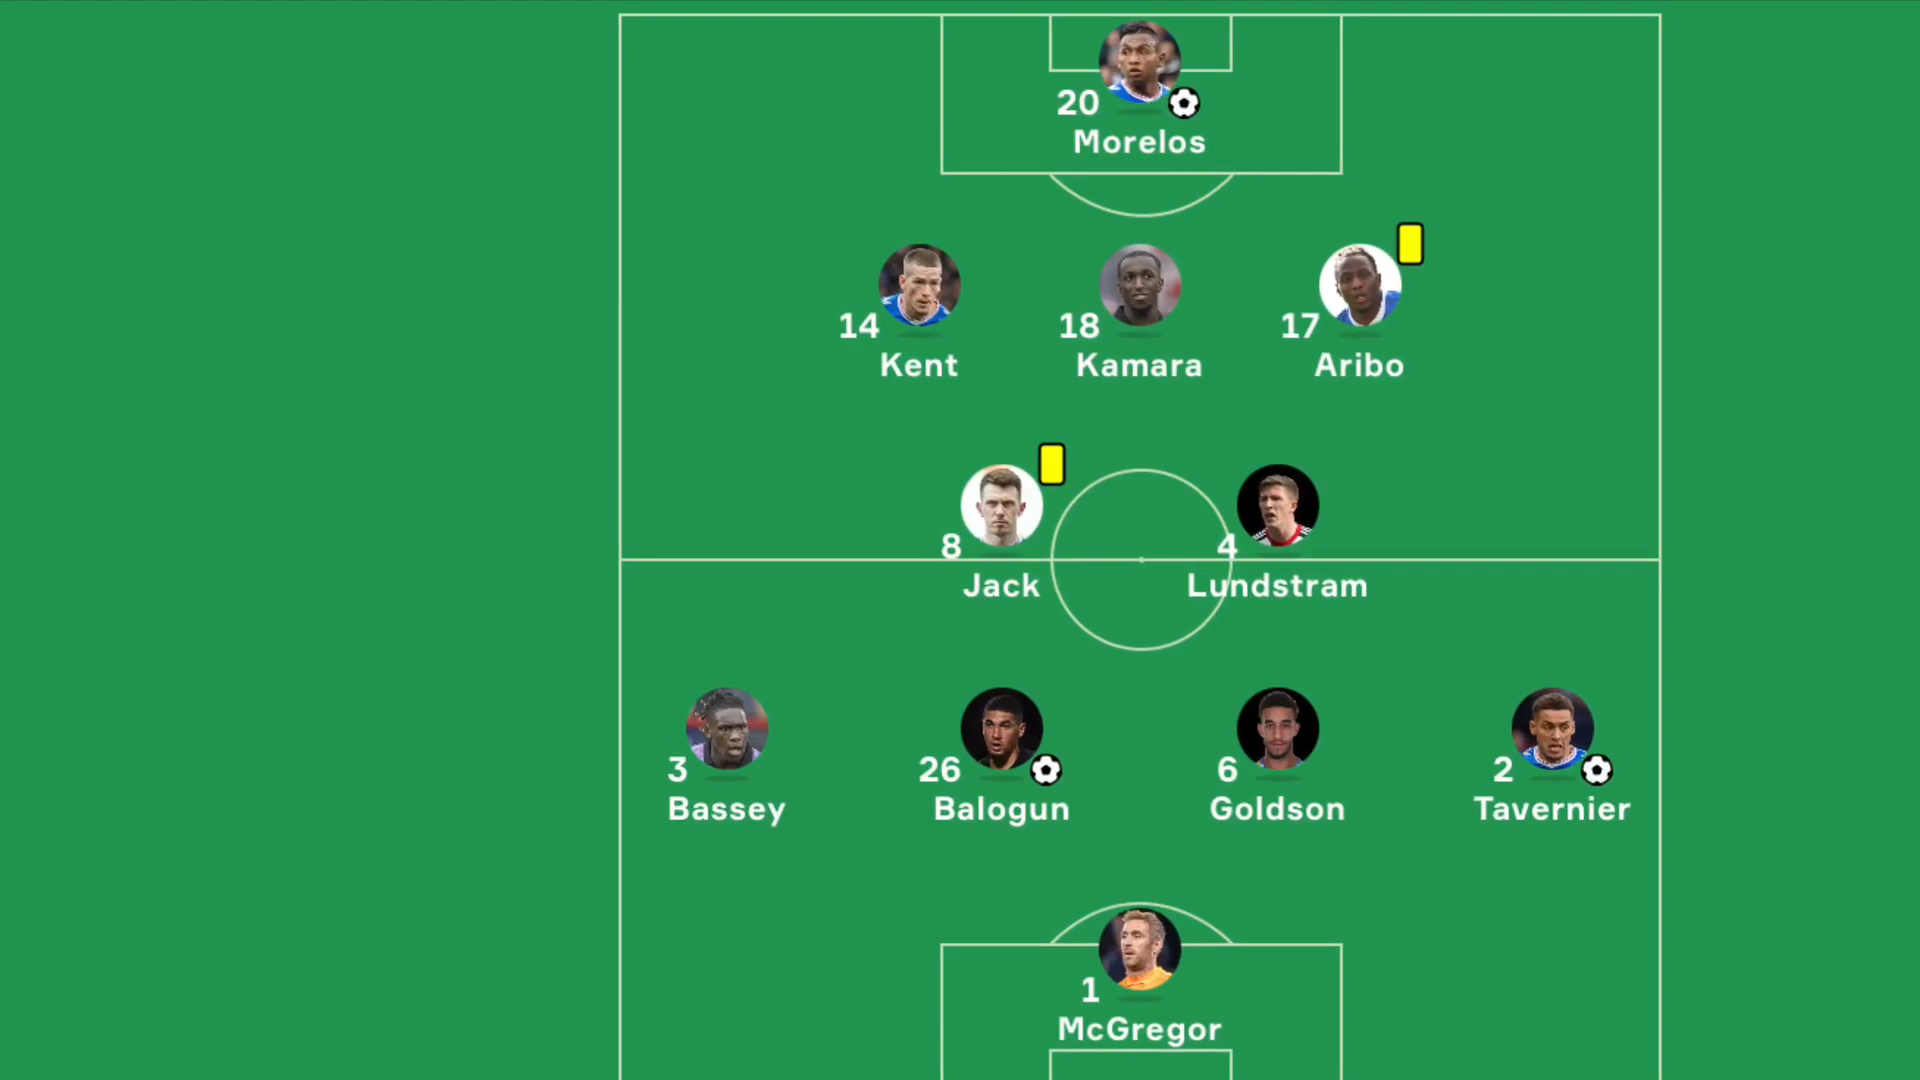 20
Morelos
14
Kent
18
Kamara
17
Aribo
8
Jack
4
Lundstram
3
Bassey
26
Balogun
6
Goldson
2
Tavernier
1
McGregor